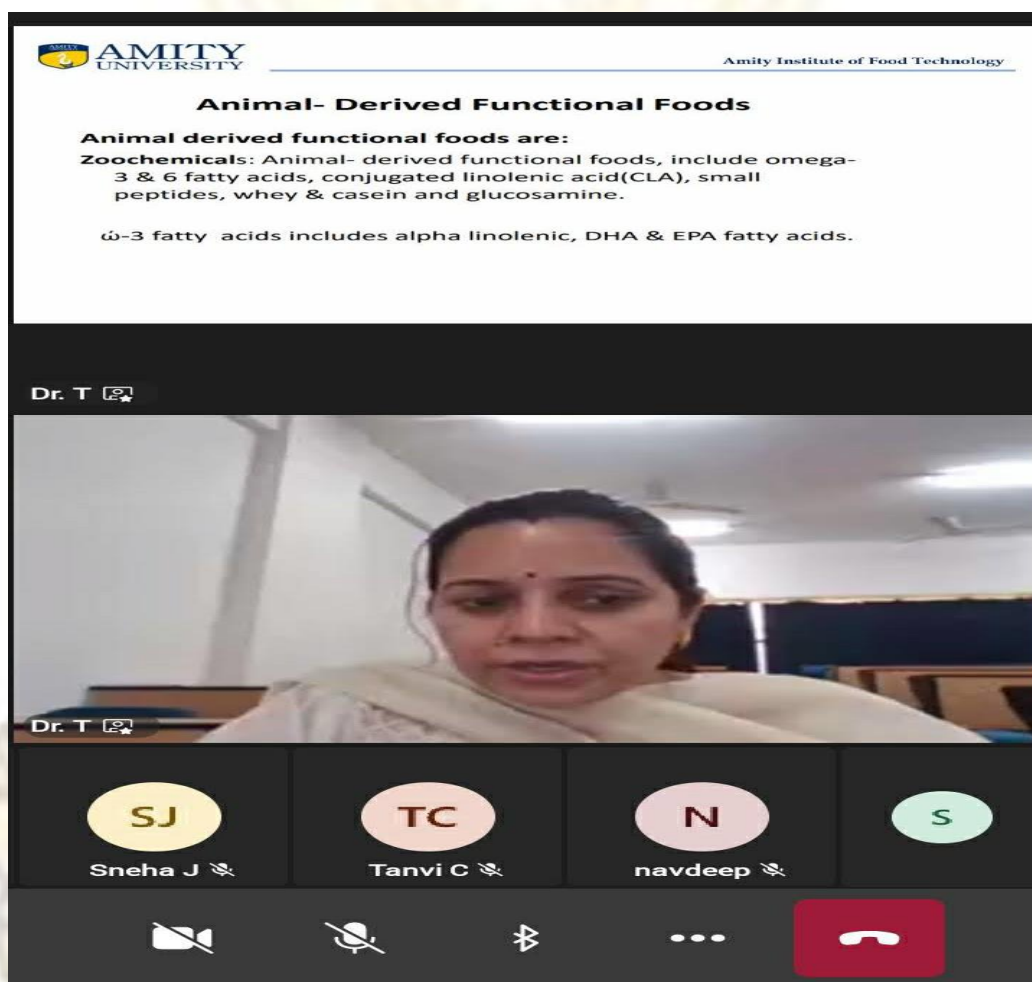 AMITY
AMITY
UNIVERSITY
Amity Institute of Food Technology
Animal- Derived Functional Foods
Animal derived functional foods are:
Zoochemicals: Animal- derived functional foods, include omega-
3 & 6 fatty acids, conjugated linolenic acid(CLA), small
peptides, whey & casein and glucosamine.
ώ-3 fatty acids includes alpha linolenic, DHA & EPA fatty acids.
Dr. T
Dr. T
SJ
TC
N
S
Sneha J
Tanvi C
navdeep